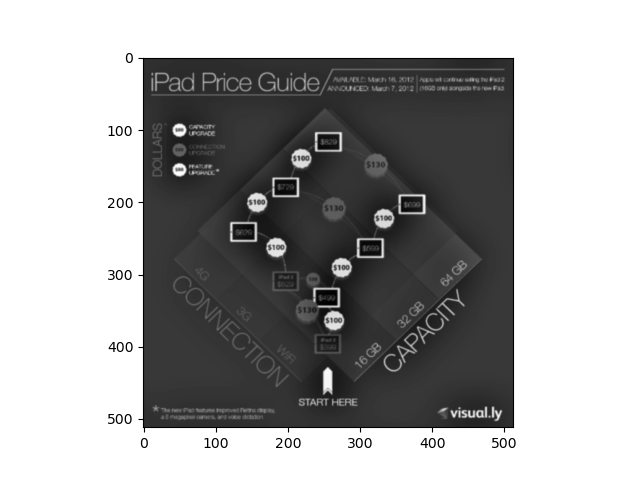 iPad Price Guide
AVAILABLE: March 16, 2012
ANNOUNCED: March 7, 2012
Apple will continue selling the iPad 2
(16GB only) alongside the new iPad
DOLLARS
$100 CAPACITY
UPGRADE
CONNECTION
UPGRADE
$100 FEATURE
UPGRADE*
$829
$100
$130
$729
$100
$130
$699
$100
$629
$100
$599
$100
iPad 2
$529
$499
$130
$100
iPad 2
$399
4G
3G
WiFi
CONNECTION
16 GB
32 GB
64 GB
CAPACITY
START HERE
* The new iPad features improved Retina display,
a 5 megapixel camera, and voice dictation.
visual.ly
0
100
200
300
400
500
0
100
200
300
400
500